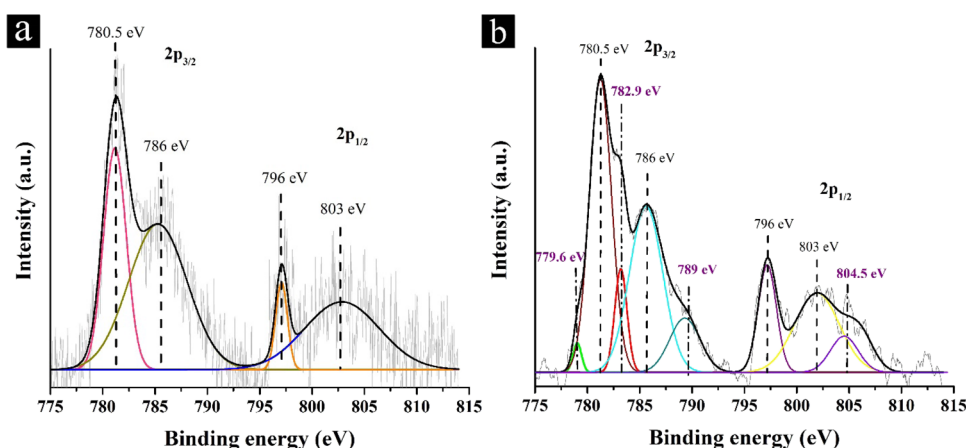 a
780.5 eV
2p3/2
786 eV
2p1/2
796 eV
803 eV
Intensity (a.u.)
775 780 785 790 795 800 805 810 815
Binding energy (eV)
b
780.5 eV
2p3/2
782.9 eV
786 eV
2p1/2
796 eV
803 eV
779.6 eV
789 eV
804.5 eV
Intensity (a.u.)
775 780 785 790 795 800 805 810 815
Binding energy (eV)